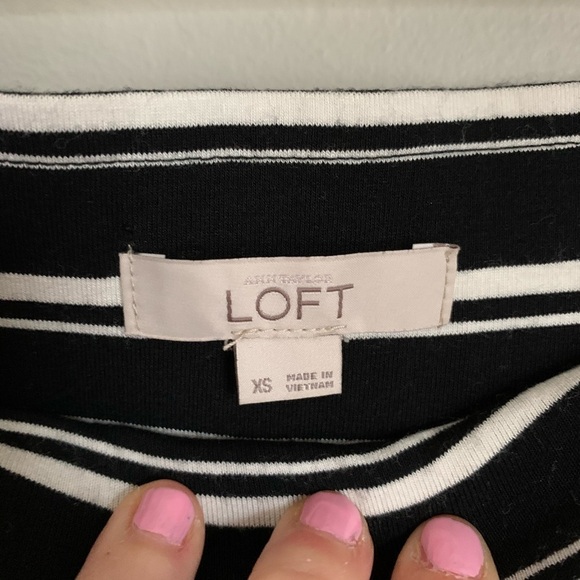 ANN TAYLOR
LOFT
XS
MADE IN
VIETNAM